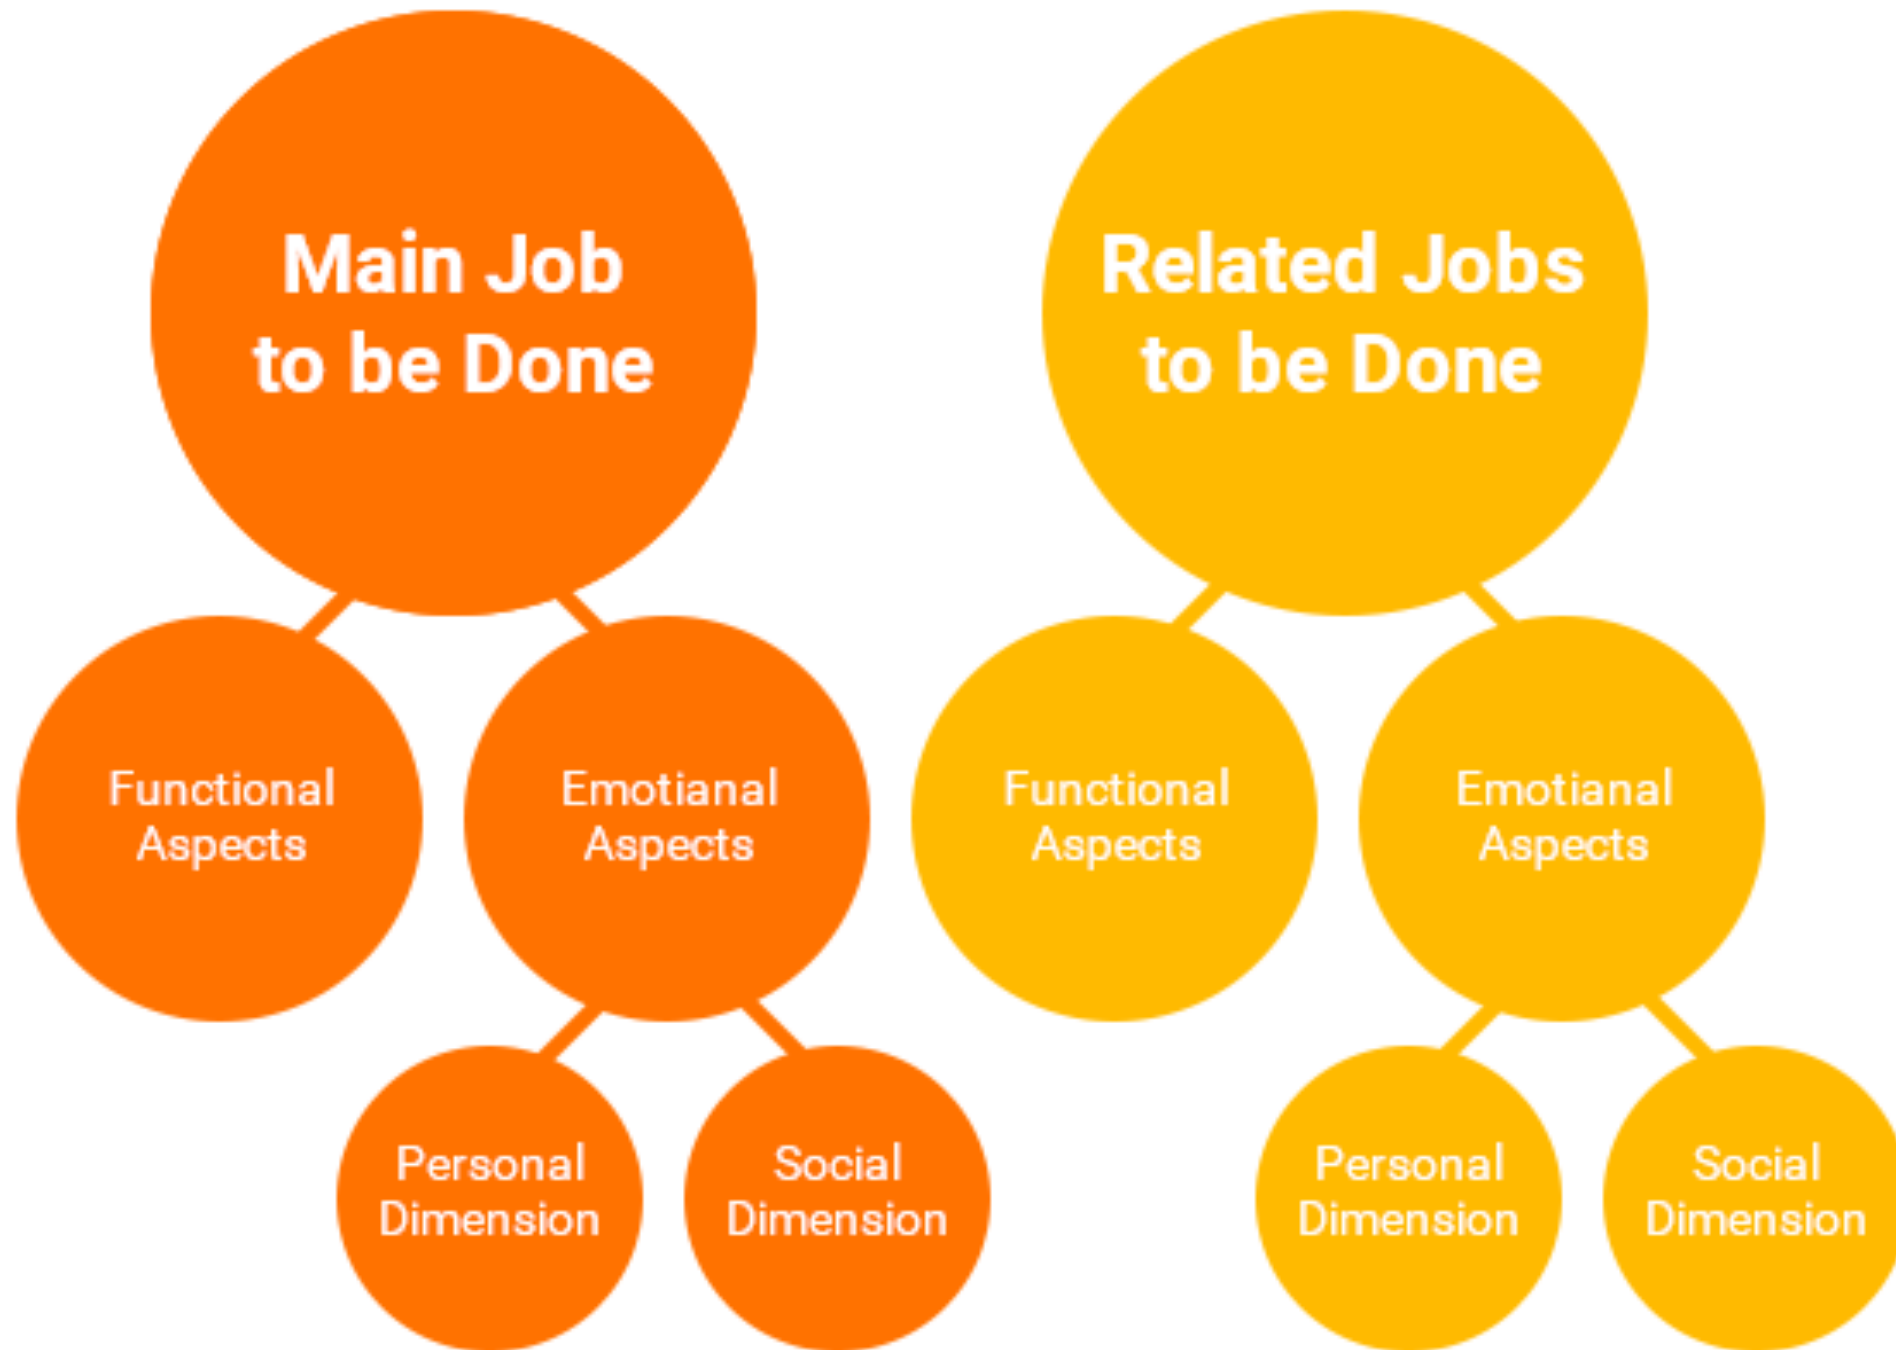 Main Job
to be Done
Related Jobs
to be Done
Functional
Aspects
Emotianal
Aspects
Functional
Aspects
Emotianal
Aspects
Personal
Dimension
Social
Dimension
Personal
Dimension
Social
Dimension